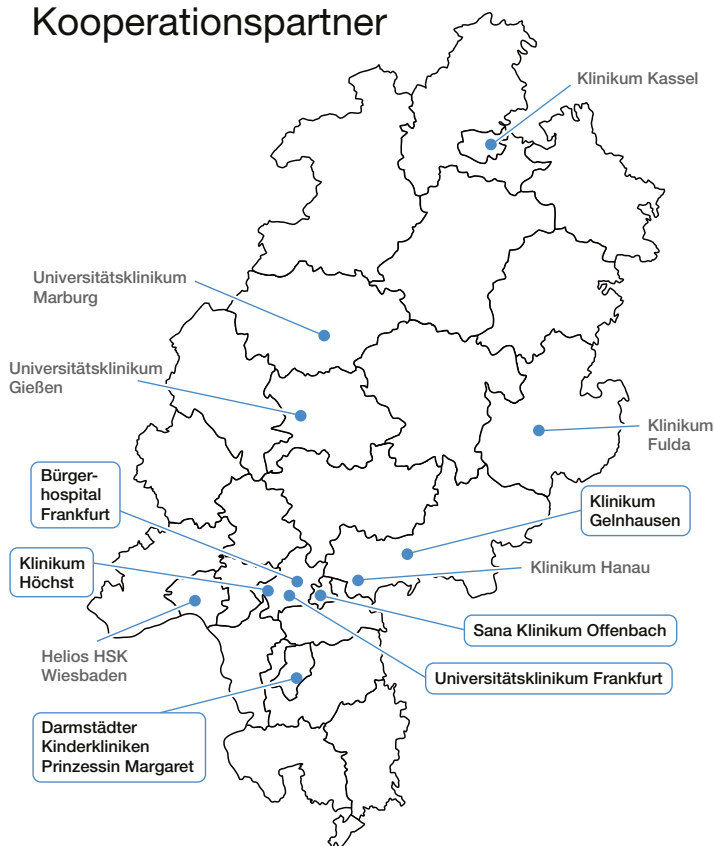 Kooperationspartner
Klinikum Kassel
Universitätsklinikum
Marburg
Universitätsklinikum
Gießen
Klinikum
Fulda
Bürger-
hospital
Frankfurt
Klinikum
Gelnhausen
Klinikum
Höchst
Klinikum Hanau
Sana Klinikum Offenbach
Helios HSK
Wiesbaden
Universitätsklinikum Frankfurt
Darmstädter
Kinderkliniken
Prinzessin Margaret